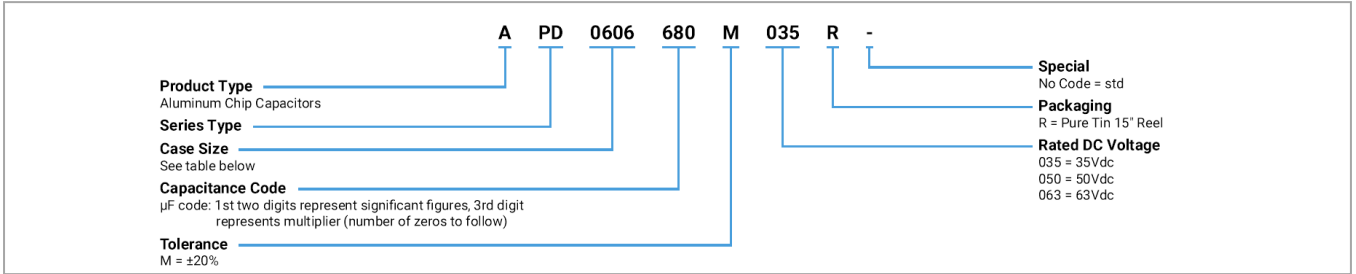 A PD 0606 680 M 035 R -
Product Type
Aluminum Chip Capacitors
Series Type
Case Size
See table below
Capacitance Code
µF code: 1st two digits represent significant figures, 3rd digit
represents multiplier (number of zeros to follow)
Tolerance
M = ±20%
Special
No Code = std
Packaging
R = Pure Tin 15" Reel
Rated DC Voltage
035 = 35Vdc
050 = 50Vdc
063 = 63Vdc